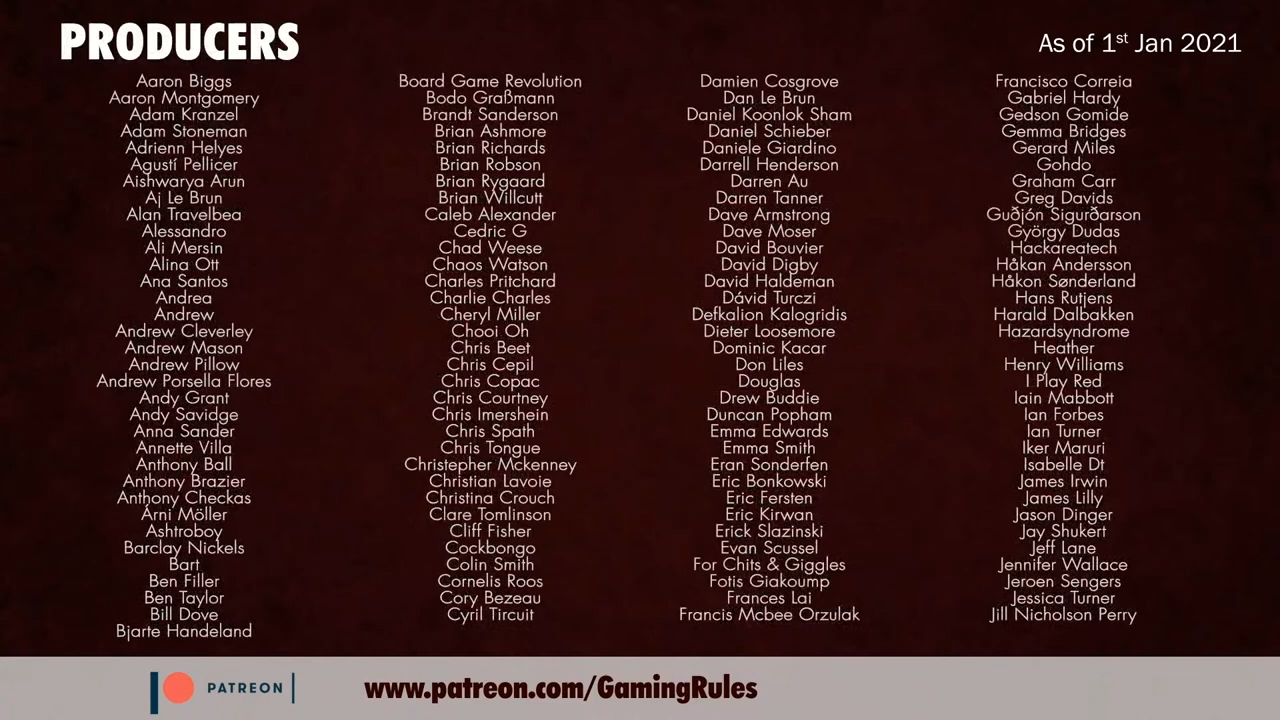 PRODUCERS
As of 1st Jan 2021
Aaron Biggs
Aaron Montgomery
Adam Kranzel
Adam Stoneman
Adrienn Helyes
Agustí Pellicer
Aishwarya Arun
Aj Le Brun
Alan Travelbea
Alessandro
Ali Mersin
Alina Ott
Ana Santos
Andrea
Andrew
Andrew Cleverley
Andrew Mason
Andrew Pillow
Andrew Porsella Flores
Andy Grant
Andy Savidge
Anna Sander
Annette Villa
Anthony Ball
Anthony Brazier
Anthony Checkas
Arni Möller
Ashtroboy
Barclay Nickels
Bart
Ben Filler
Ben Taylor
Bill Dove
Bjarte Handeland
Board Game Revolution
Bodo Graßmann
Brandt Sanderson
Brian Ashmore
Brian Richards
Brian Robson
Brian Rygaard
Brian Willcutt
Caleb Alexander
Cedric G
Chad Weese
Chaos Watson
Charles Pritchard
Charlie Charles
Cheryl Miller
Chooi Oh
Chris Beet
Chris Cepil
Chris Copac
Chris Courtney
Chris Imershein
Chris Spath
Chris Tongue
Christepher Mckenney
Christian Lavoie
Christina Crouch
Clare Tomlinson
Cliff Fisher
Cockbongo
Colin Smith
Cornelis Roos
Cory Bezeau
Cyril Tircuit
Damien Cosgrove
Dan Le Brun
Daniel Koonlok Sham
Daniel Schieber
Daniele Giardino
Darrell Henderson
Darren Au
Darren Tanner
Dave Armstrong
Dave Moser
David Bouvier
David Digby
David Haldeman
Dávid Turczi
Defkalion Kalogridis
Dieter Loosemore
Dominic Kacar
Don Liles
Douglas
Drew Buddie
Duncan Popham
Emma Edwards
Emma Smith
Eran Sonderfen
Eric Bonkowski
Eric Fersten
Eric Kirwan
Erick Slazinski
Evan Scussel
For Chits & Giggles
Fotis Giakoump
Frances Lai
Francis Mcbee Orzulak
Francisco Correia
Gabriel Hardy
Gedson Gomide
Gemma Bridges
Gerard Miles
Gohdo
Graham Carr
Greg Davids
Guðjón Sigurðarson
György Dudas
Hackareatech
Håkan Andersson
Håkon Sønderland
Hans Rutjens
Harald Dalbakken
Hazardsyndrome
Heather
Henry Williams
I Play Red
Iain Mabbott
Ian Forbes
Ian Turner
Iker Maruri
Isabelle Dt
James Irwin
James Lilly
Jason Dinger
Jay Shukert
Jeff Lane
Jennifer Wallace
Jeroen Sengers
Jessica Turner
Jill Nicholson Perry
PATREON
www.patreon.com/GamingRules